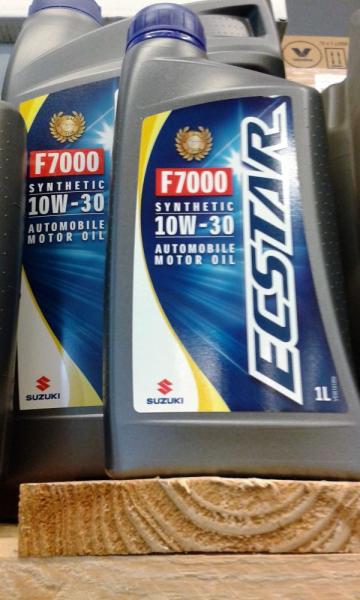 F7000
SYNTHETIC
10W-30
AUTOMOBILE
MOTOR OIL
SUZUKI
F7000
SYNTHETIC
10W-30
AUTOMOBILE
MOTOR OIL
ECSTAR
SUZUKI
1L